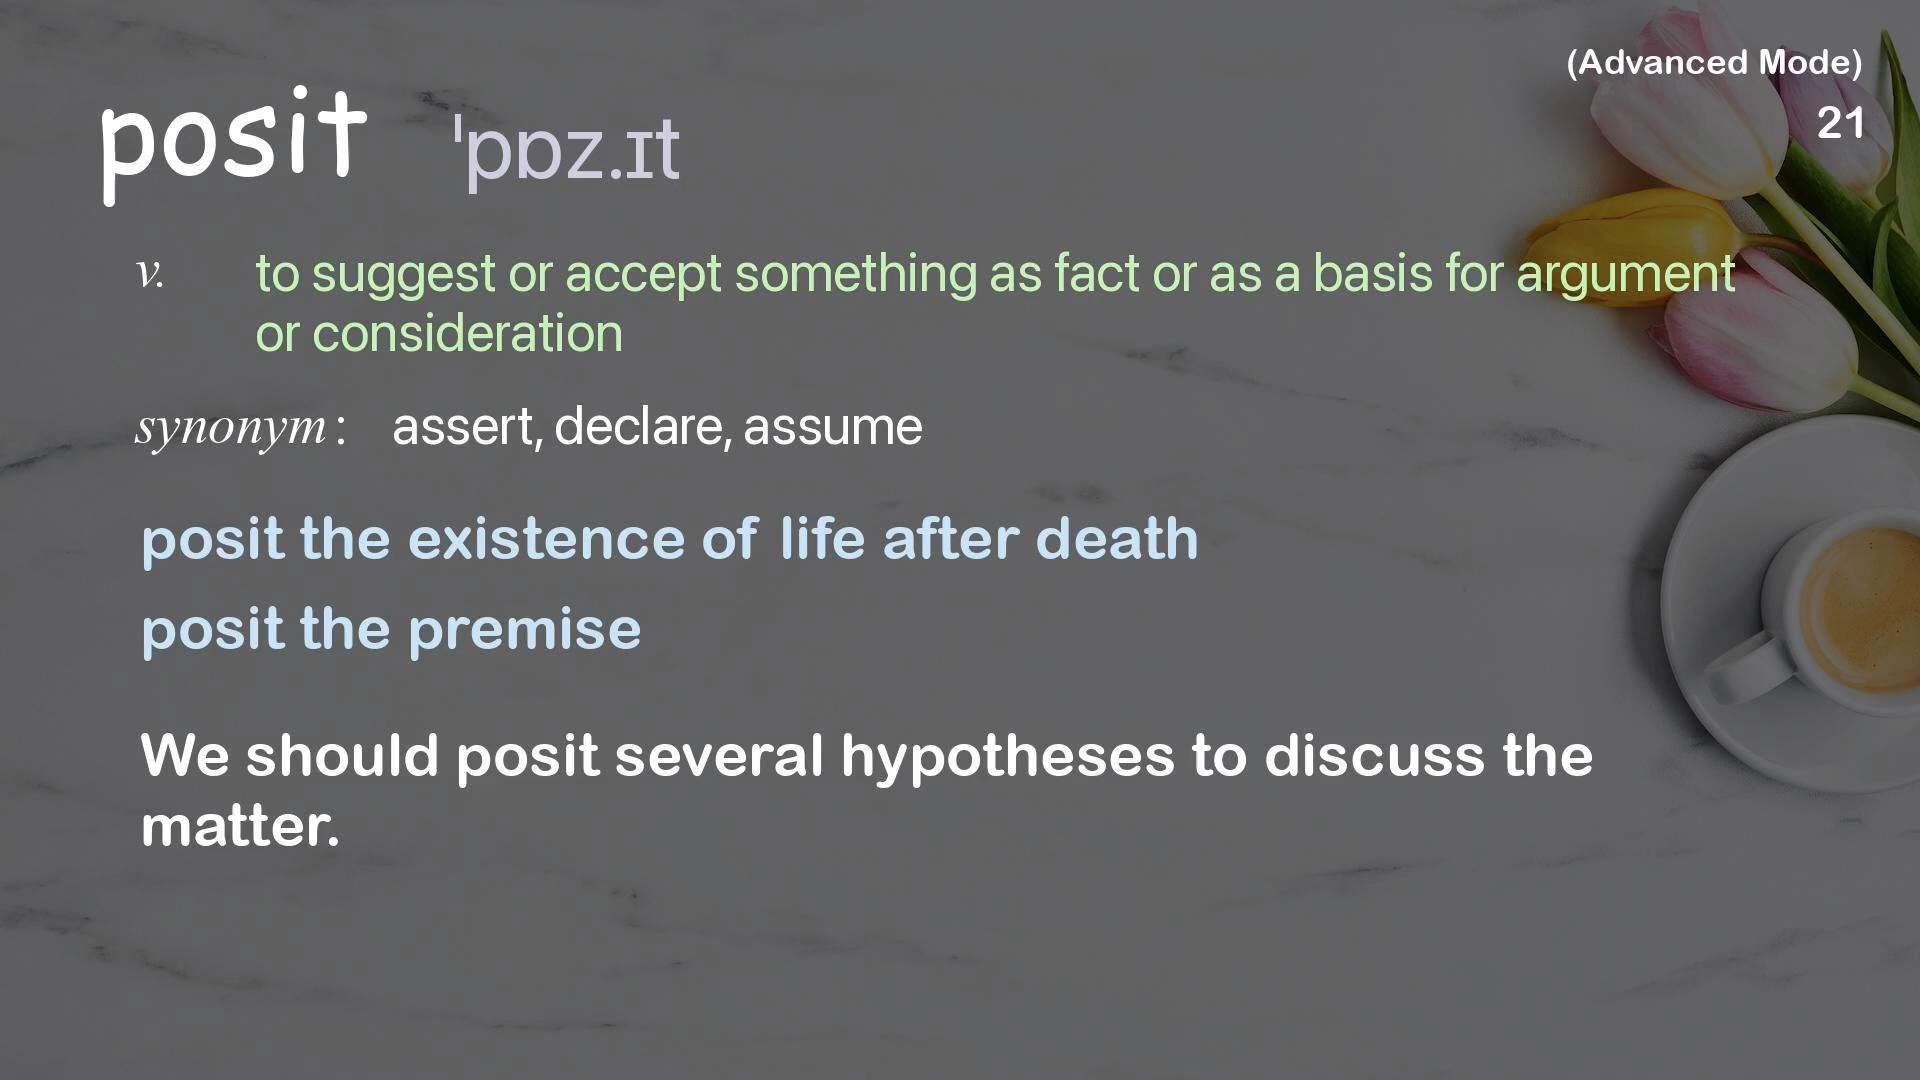 (Advanced Mode)
posit ˈpɒz.ɪt
21
v. to suggest or accept something as fact or as a basis for argument
or consideration
synonym: assert, declare, assume
posit the existence of life after death
posit the premise
We should posit several hypotheses to discuss the
matter.